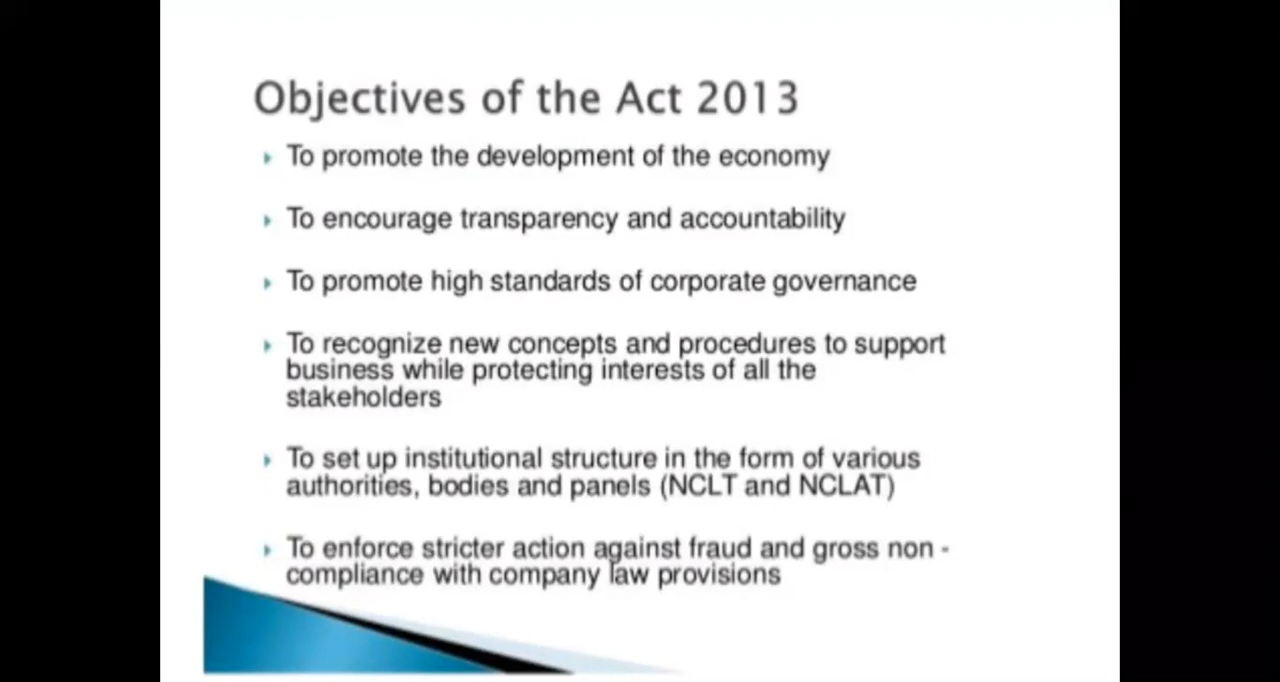 Objectives of the Act 2013
To promote the development of the economy
To encourage transparency and accountability
To promote high standards of corporate governance
To recognize new concepts and procedures to support
business while protecting interests of all the
stakeholders
To set up institutional structure in the form of various
authorities, bodies and panels (NCLT and NCLAT)
To enforce stricter action against fraud and gross non -
compliance with company law provisions